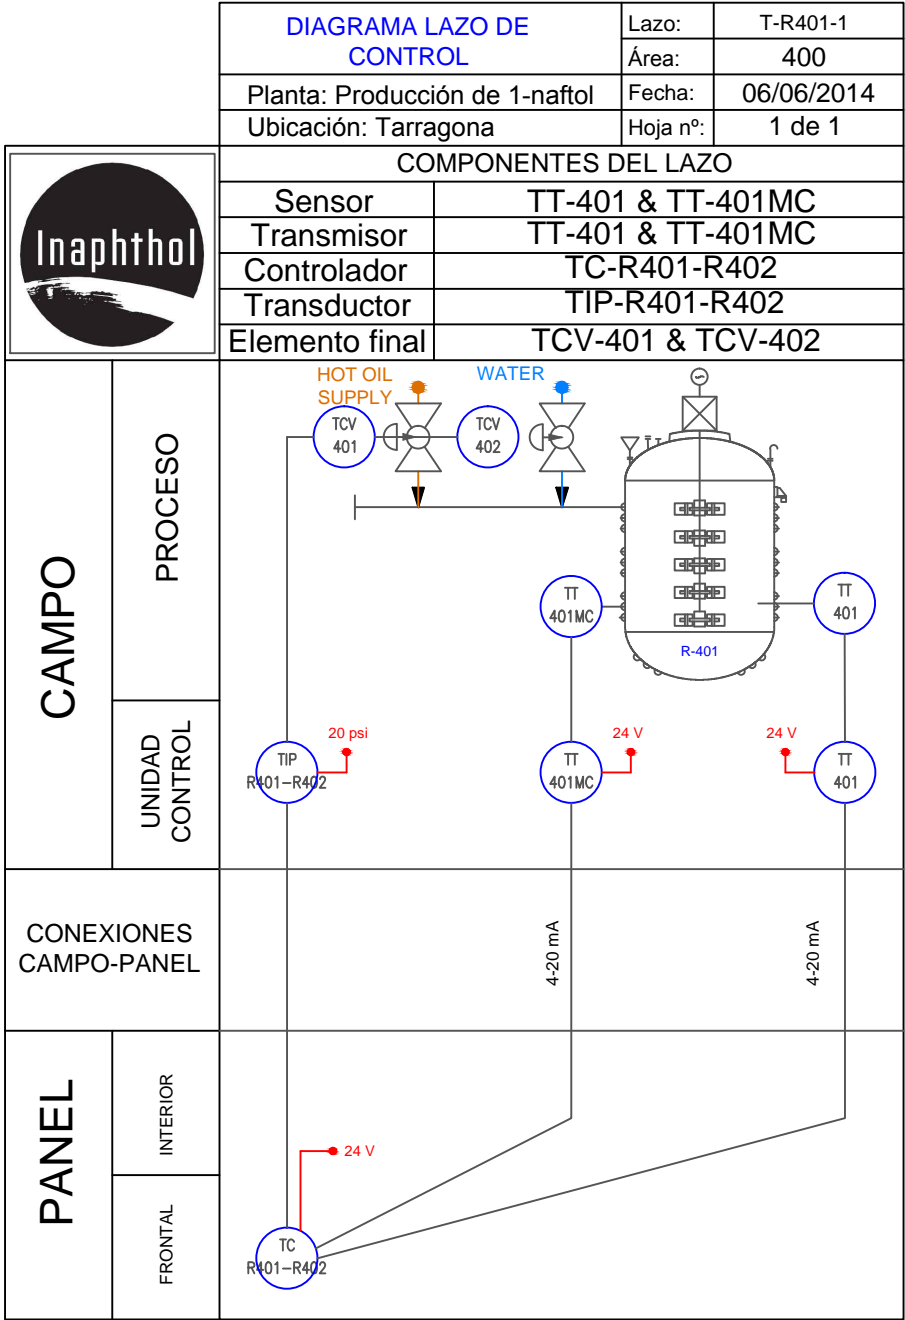 DIAGRAMA LAZO DE
CONTROL
Lazo: T-R401-1
Área: 400
Planta: Producción de 1-naftol
Fecha: 06/06/2014
Ubicación: Tarragona
Hoja nº: 1 de 1
Inaphthol
COMPONENTES DEL LAZO
Sensor TT-401 & TT-401MC
Transmisor TT-401 & TT-401MC
Controlador TC-R401-R402
Transductor TIP-R401-R402
Elemento final TCV-401 & TCV-402
CAMPO
PROCESO
HOT OIL
SUPPLY
WATER
TCV
401
TCV
402
TT
401MC
TT
401
R-401
UNIDAD
CONTROL
20 psi
24 V
24 V
TIP
R401-R402
TT
401MC
TT
401
CONEXIONES
CAMPO-PANEL
4-20 mA
4-20 mA
PANEL
INTERIOR
24 V
FRONTAL
TC
R401-R402